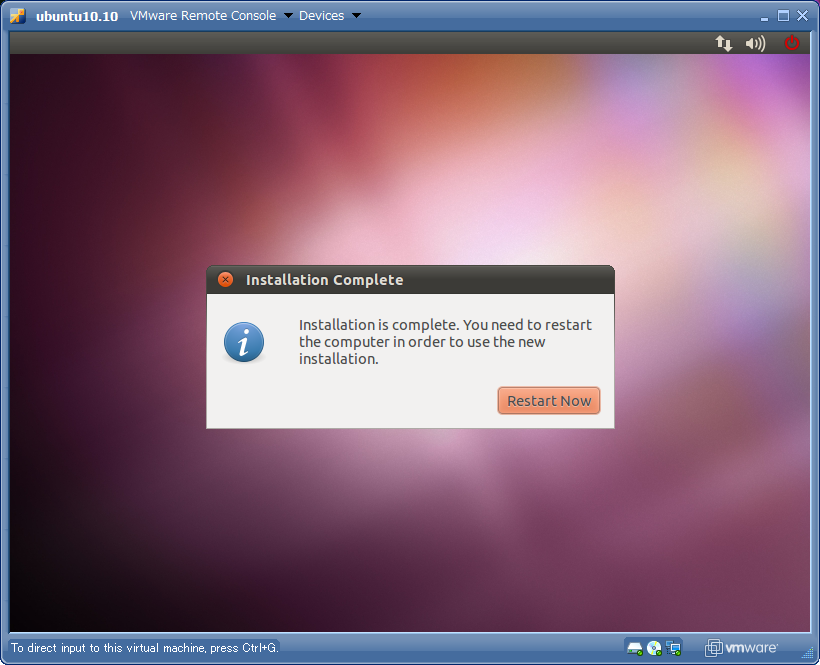 ubuntu10.10 VMware Remote Console Devices
Installation Complete
Installation is complete. You need to restart
the computer in order to use the new
installation.
Restart Now
To direct input to this virtual machine, press Ctrl+G.
vmware